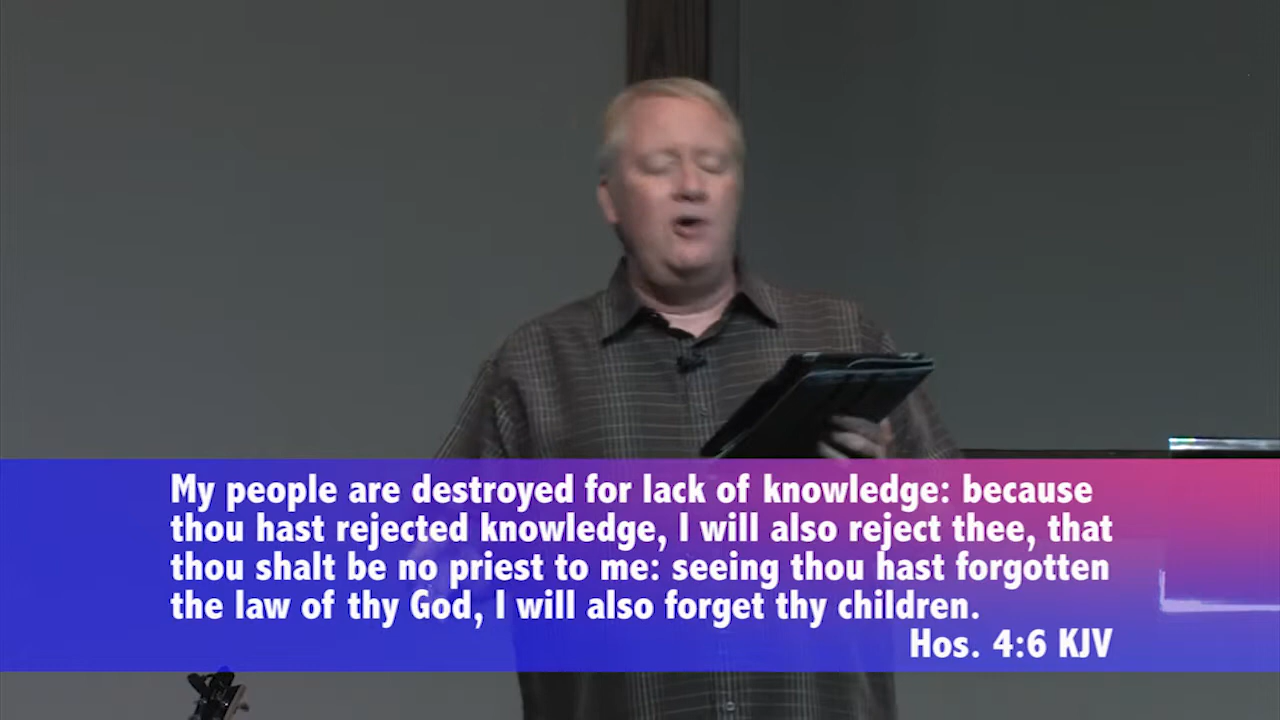 My people are destroyed for lack of knowledge: because
thou hast rejected knowledge, I will also reject thee, that
thou shalt be no priest to me: seeing thou hast forgotten
the law of thy God, I will also forget thy children.
Hos. 4:6 KJV